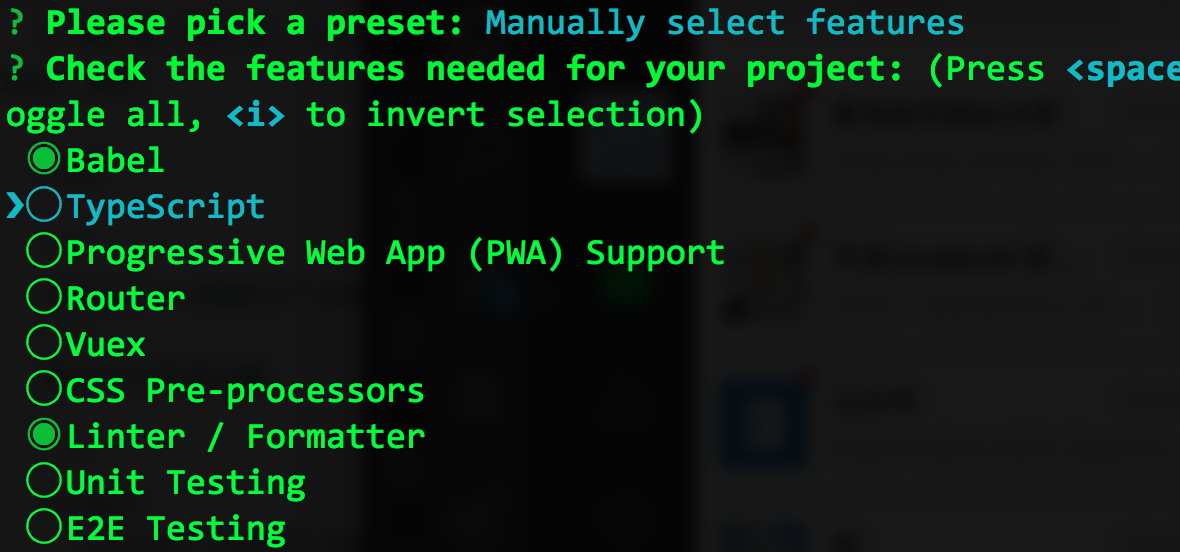 ? Please pick a preset: Manually select features
? Check the features needed for your project: (Press <space
oggle all, <i> to invert selection)
◉Babel
❯◯TypeScript
◯Progressive Web App (PWA) Support
◯Router
◯Vuex
◯CSS Pre-processors
◉Linter / Formatter
◯Unit Testing
◯E2E Testing